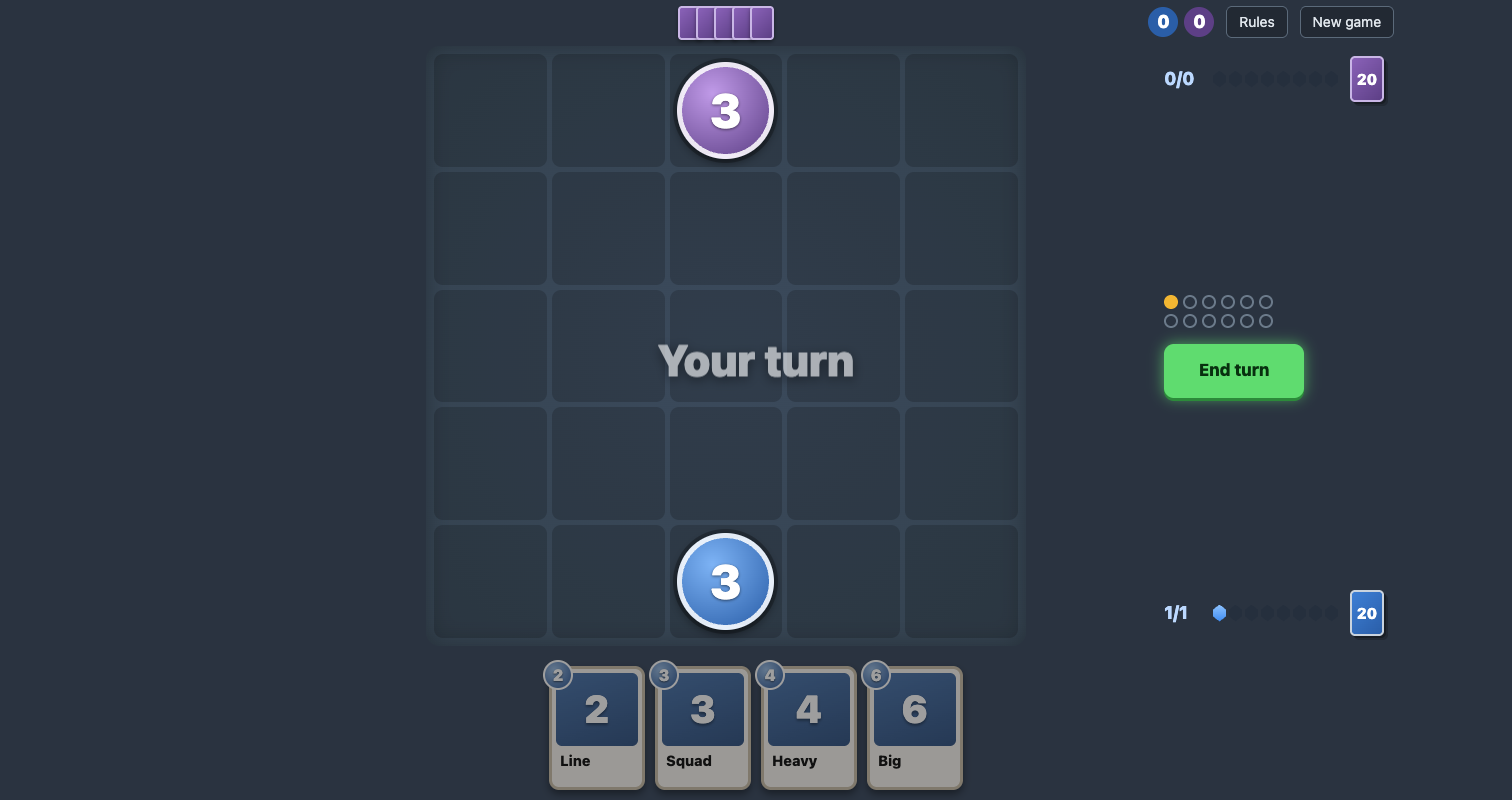 0 0 Rules New game
0/0 20
3
Your turn
End turn
3
1/1 20
2 3 4 6
2 3 4 6
Line Squad Heavy Big